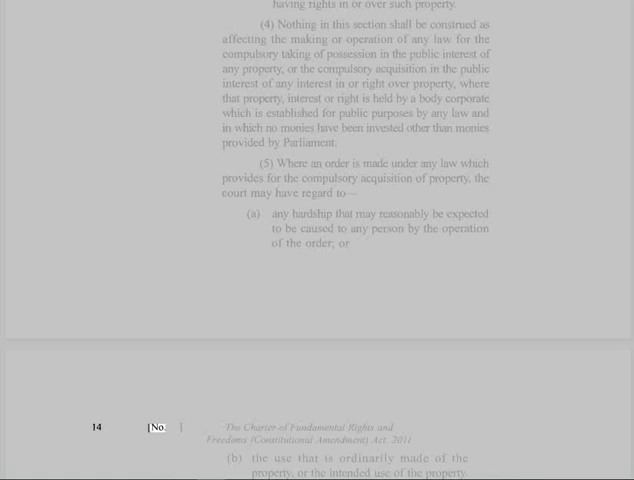 having rights in or over such property.
(4) Nothing in this section shall be construed as
affecting the making or operation of any law for the
compulsory taking of possession in the public interest of
any property, or the compulsory acquisition in the public
interest of any interest in or right over property, where
that property, interest or right is held by a body corporate
which is established for public purposes by any law and
in which no monies have been invested other than monies
provided by Parliament.
(5) Where an order is made under any law which
provides for the compulsory acquisition of property, the
court may have regard to—
(a) any hardship that may reasonably be expected
to be caused to any person by the operation
of the order; or
14 [No. ] The Charter of Fundamental Rights and
Freedoms (Constitutional Amendment) Act, 2011
(b) the use that is ordinarily made of the
property, or the intended use of the property